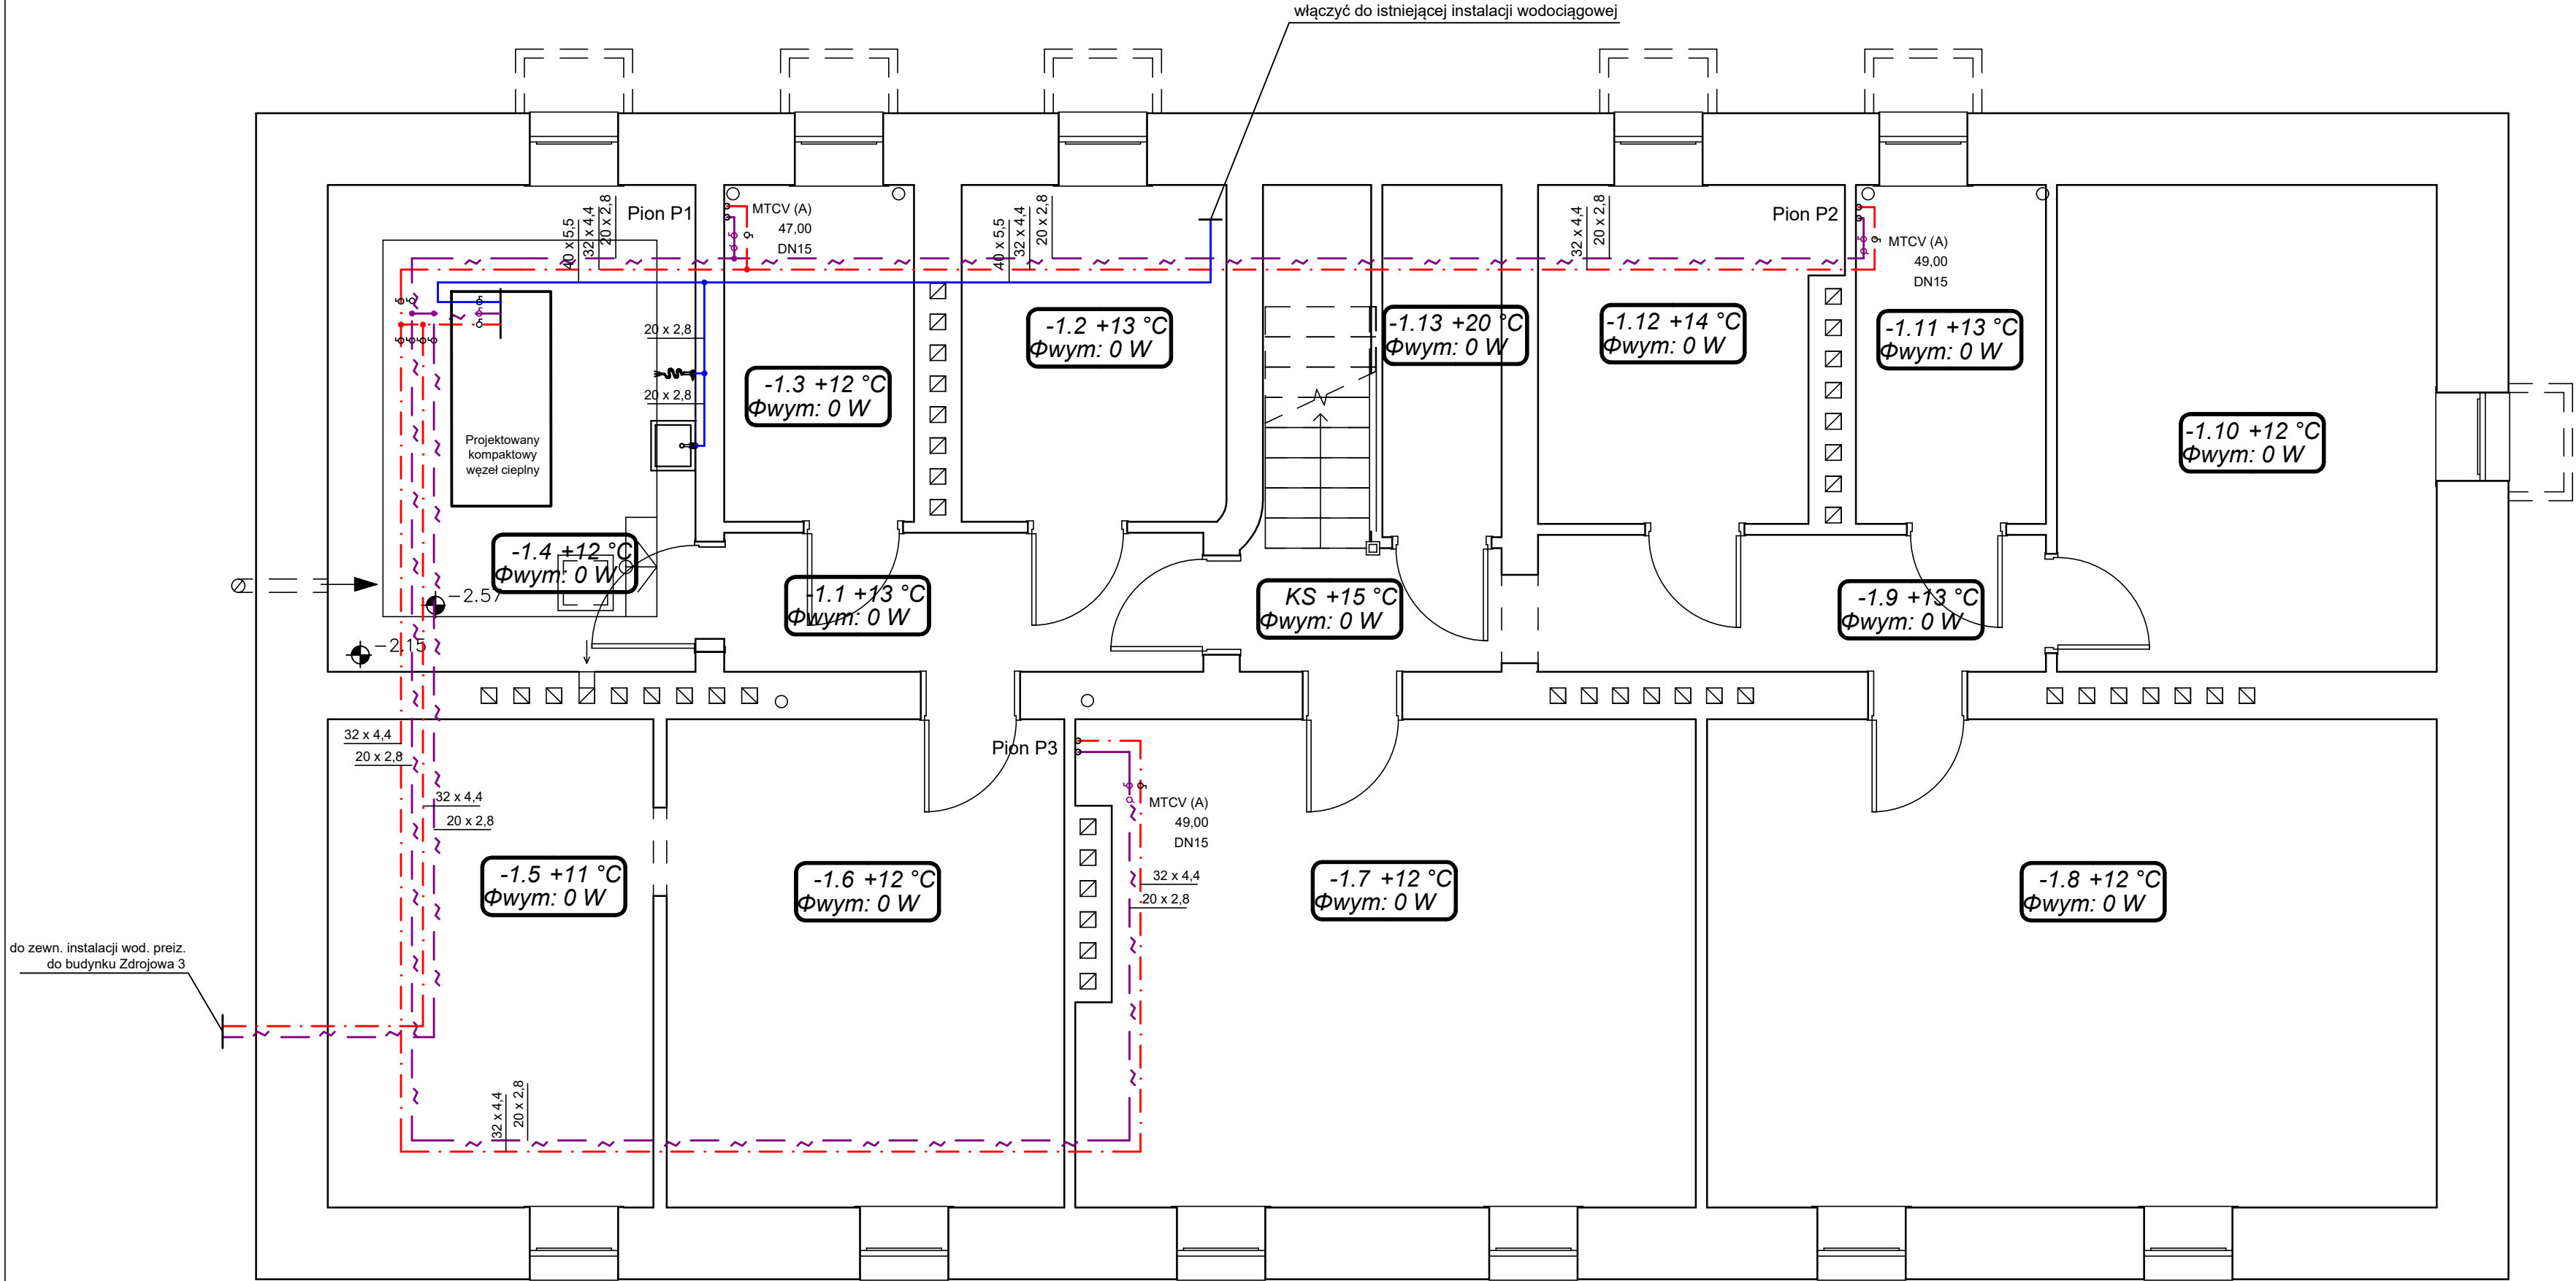 włączyć do istniejącej instalacji wodociągowej
Pion P1
40 x 5,5
32 x 4,4
20 x 2,8
MTCV (A)
47,00
DN15
40 x 5,5
32 x 4,4
20 x 2,8
32 x 4,4
20 x 2,8
Pion P2
MTCV (A)
49,00
DN15
20 x 2,8
20 x 2,8
-1.3 +12 °C
Φwym: 0 W
-1.2 +13 °C
Φwym: 0 W
-1.13 +20 °C
Φwym: 0 W
-1.12 +14 °C
Φwym: 0 W
-1.11 +13 °C
Φwym: 0 W
-1.10 +12 °C
Φwym: 0 W
Projektowany
kompaktowy
węzeł cieplny
-1.4 +12 °C
Φwym: 0 W
-2.57
-2.15
-1.1 +13 °C
Φwym: 0 W
KS +15 °C
Φwym: 0 W
-1.9 +13 °C
Φwym: 0 W
32 x 4,4
20 x 2,8
32 x 4,4
20 x 2,8
Pion P3
MTCV (A)
49,00
DN15
32 x 4,4
20 x 2,8
-1.5 +11 °C
Φwym: 0 W
-1.6 +12 °C
Φwym: 0 W
-1.7 +12 °C
Φwym: 0 W
-1.8 +12 °C
Φwym: 0 W
do zewn. instalacji wod. preiz.
do budynku Zdrojowa 3
32 x 4,4
20 x 2,8